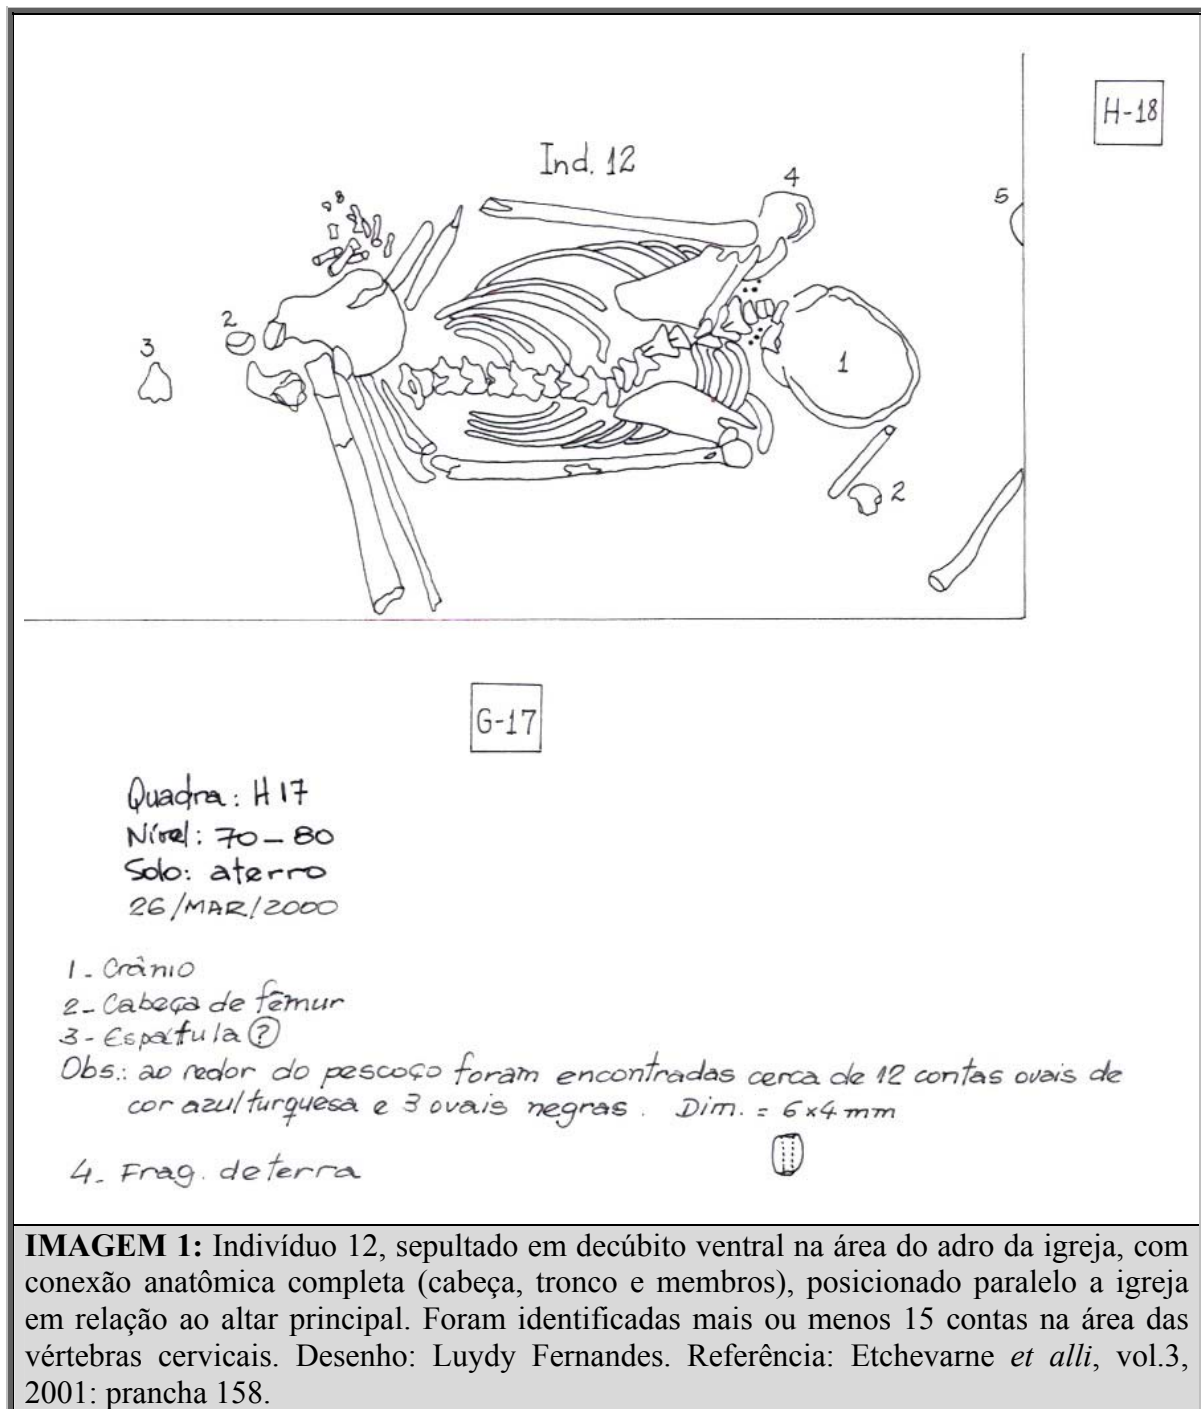 H-18
Ind. 12
4
5
8
2
3
1
2
G-17
Quadra: H 17
Nível: 70 - 80
Solo: aterro
26/MAR/2000
1 - Crânio
2 - Cabeça de fêmur
3 - Espátula (?)
Obs.: ao redor do pescoço foram encontradas cerca de 12 contas ovais de
cor azul turquesa e 3 ovais negras. Dim. = 6x4 mm
4 - Frag. de terra
IMAGEM 1: Indivíduo 12, sepultado em decúbito ventral na área do adro da igreja, com
conexão anatômica completa (cabeça, tronco e membros), posicionado paralelo a igreja
em relação ao altar principal. Foram identificadas mais ou menos 15 contas na área das
vértebras cervicais. Desenho: Luydy Fernandes. Referência: Etchevarne et alli, vol.3,
2001: prancha 158.